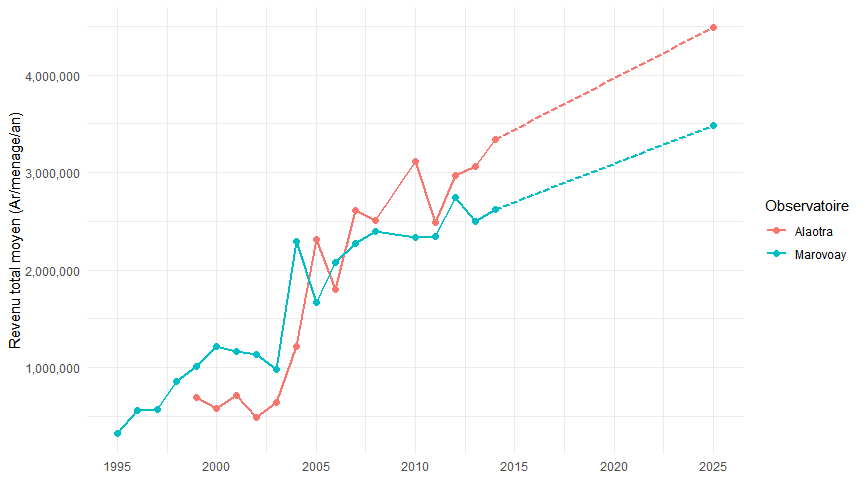 Revenu total moyen (Ar/menage/an)
4,000,000
3,000,000
2,000,000
1,000,000
1995 2000 2005 2010 2015 2020 2025
Observatoire
Alaotra
Marovoay